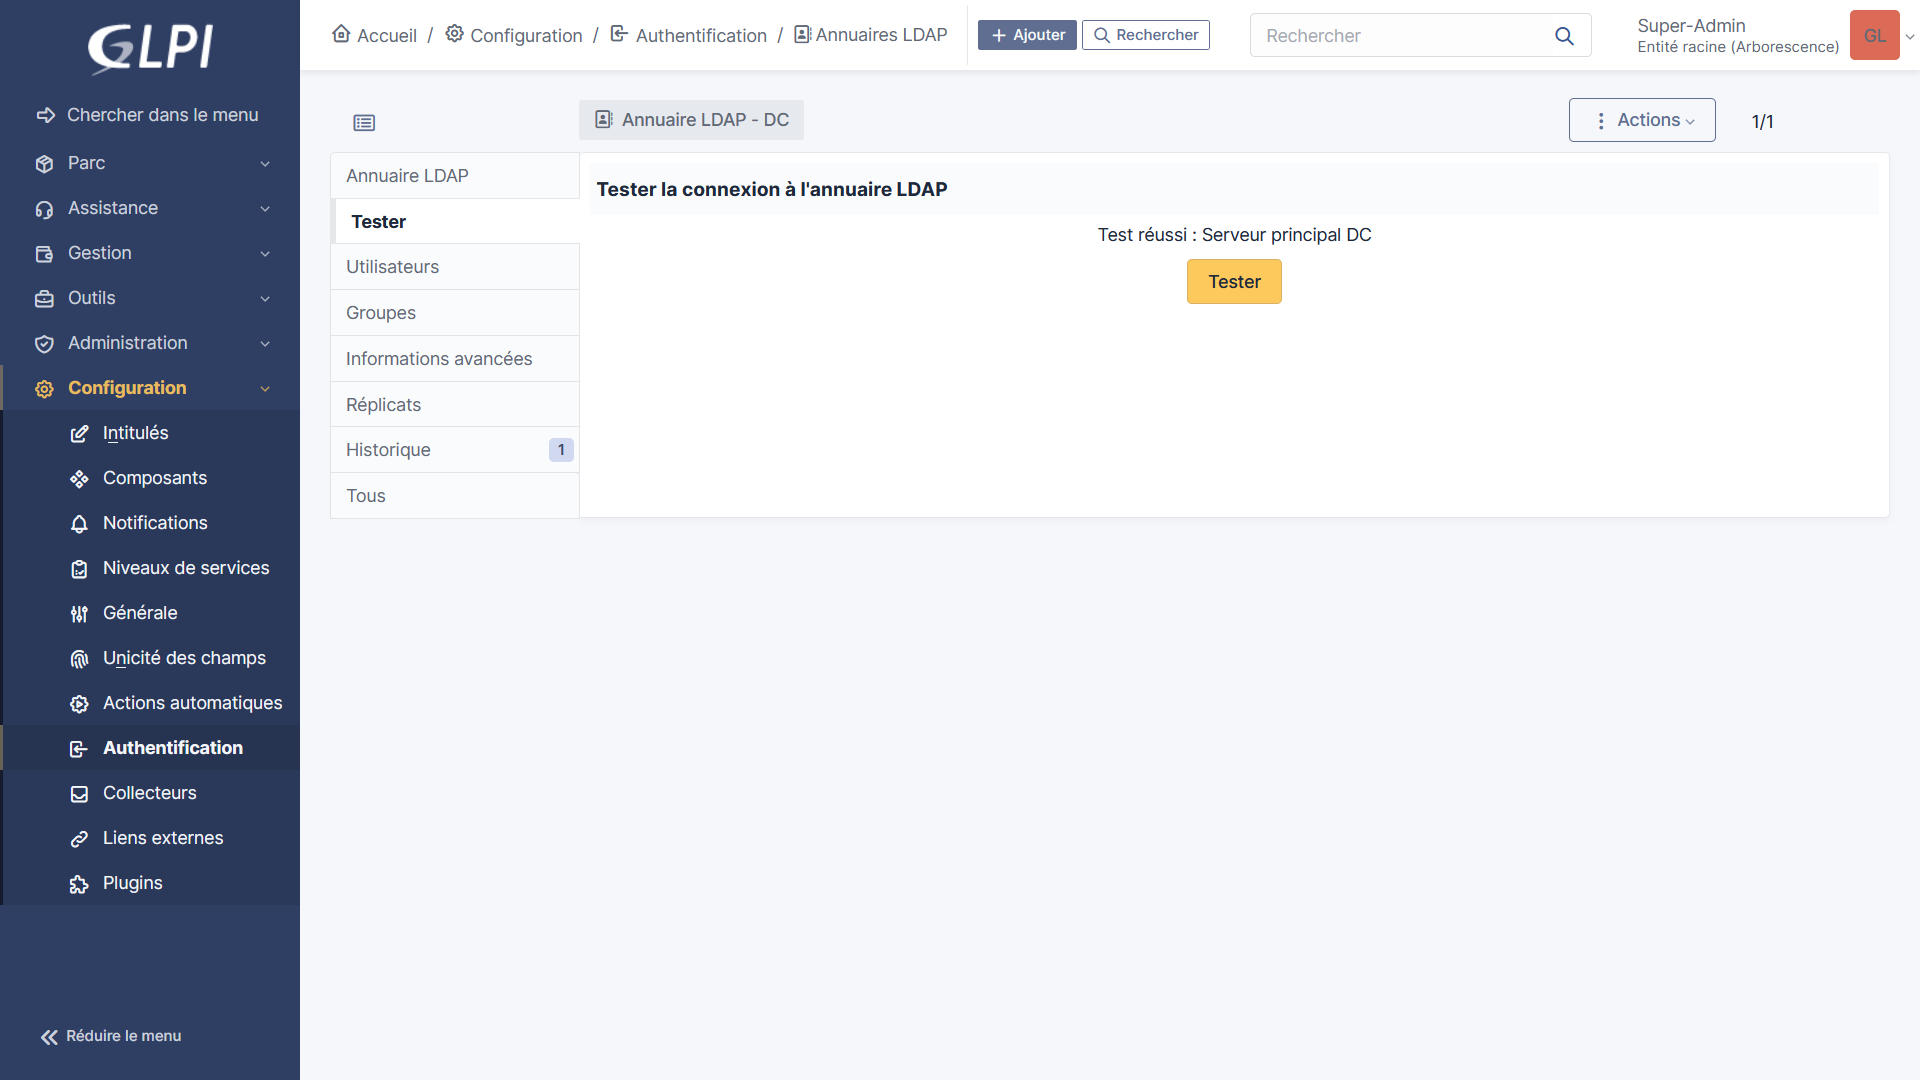 GLPI
Chercher dans le menu
Parc
Assistance
Gestion
Outils
Administration
Configuration
Intitulés
Composants
Notifications
Niveaux de services
Générale
Unicité des champs
Actions automatiques
Authentification
Collecteurs
Liens externes
Plugins
Réduire le menu
Accueil / Configuration / Authentification / Annuaires LDAP
Ajouter
Rechercher
Rechercher
Super-Admin
Entité racine (Arborescence)
GL
Annuaire LDAP - DC
Actions
1/1
Annuaire LDAP
Tester
Utilisateurs
Groupes
Informations avancées
Réplicats
Historique 1
Tous
Tester la connexion à l'annuaire LDAP
Test réussi : Serveur principal DC
Tester